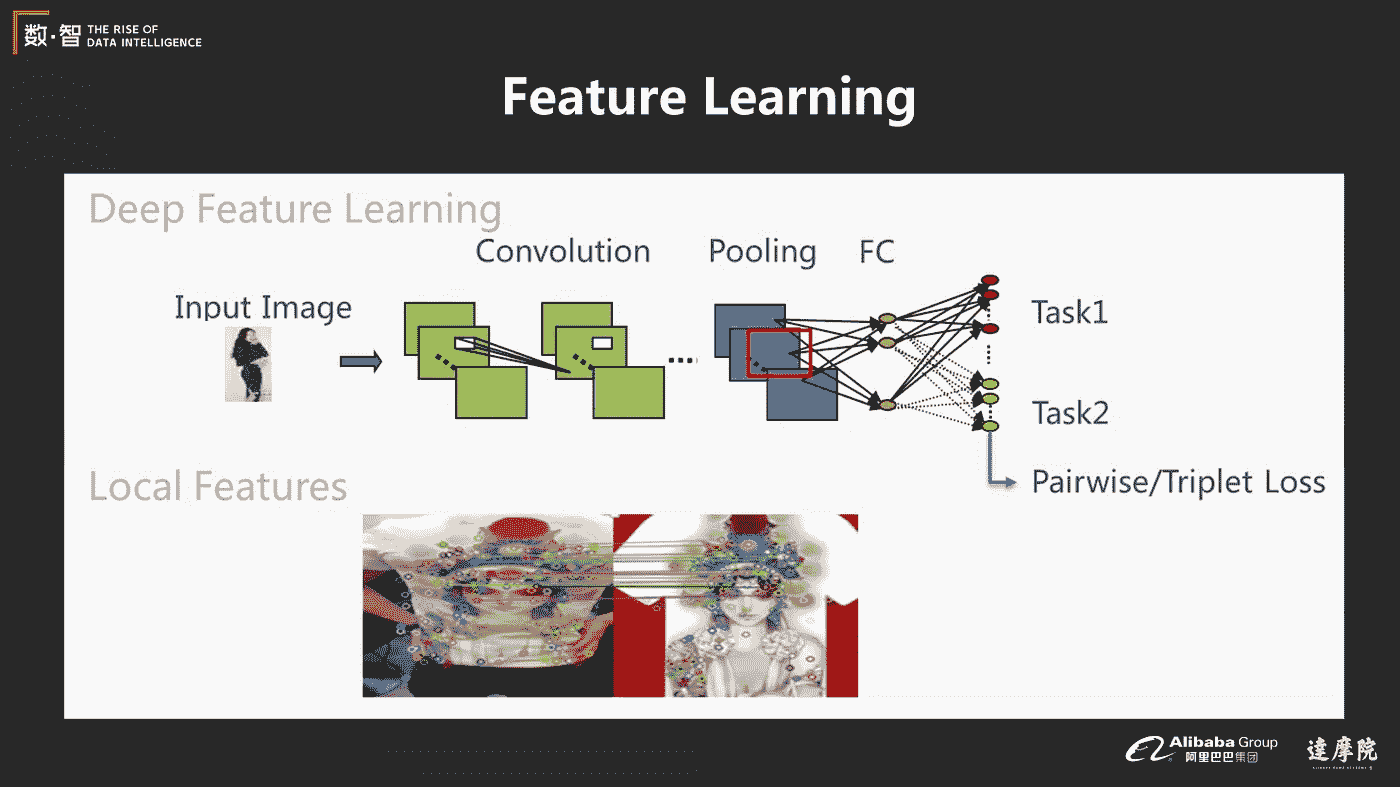 数·智 THE RISE OF
DATA INTELLIGENCE
Feature Learning
Deep Feature Learning
Convolution Pooling FC
Input Image
Task1
Task2
Local Features
Pairwise/Triplet Loss
Alibaba Group
阿里巴巴集团
達摩院